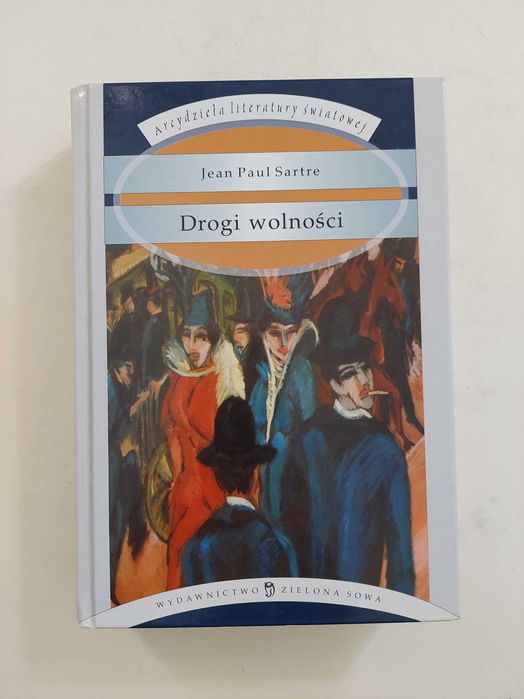 Arcydzieła literatury światowej
Jean Paul Sartre
Drogi wolności
WYDAWNICTWO ZIELONA SOWA